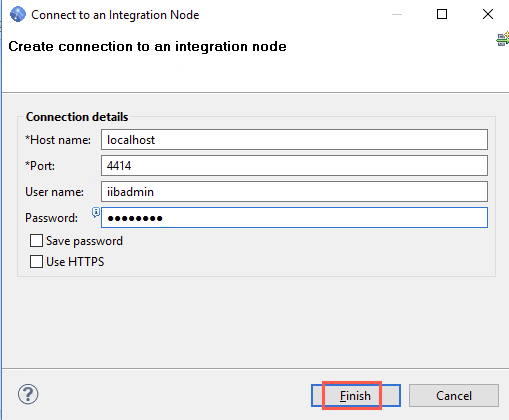 Connect to an Integration Node
Create connection to an integration node
Connection details
*Host name: localhost
*Port: 4414
User name: iibadmin
Password: ●●●●●●●●
Save password
Use HTTPS
Finish Cancel